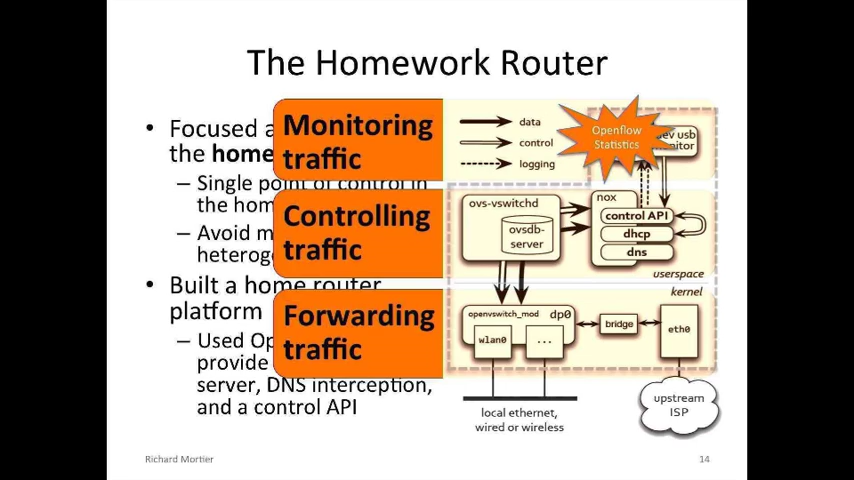 The Homework Router
• Focused a
the home
– Single point of control in
the hom
– Avoid m
heterog
• Built a home router
platform
– Used Op
provide
server, DNS interception,
and a control API
Monitoring
traffic
Controlling
traffic
Forwarding
traffic
data
control
logging
Openflow
Statistics
dev usb
monitor
ovs-vswitchd
ovsdb-
server
nox
control API
dhcp
dns
userspace
kernel
openvswitch_mod
dp0
wlan0
...
bridge
eth0
local ethernet,
wired or wireless
upstream
ISP
Richard Mortier
14